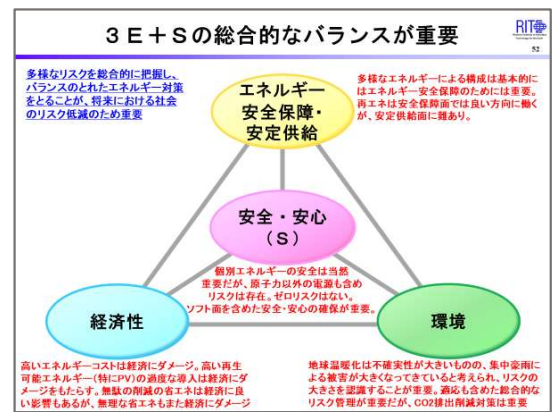 3E+Sの総合的なバランスが重要
RITE
52
多様なリスクを総合的に把握し、
バランスのとれたエネルギー対策
をとることが、将来における社会
のリスク低減のため重要
エネルギー
安全保障・
安定供給
多様なエネルギーによる構成は基本的に
はエネルギー安全保障のためには重要。
再エネは安全保障面では良い方向に働く
が、安定供給面に難あり。
安全・安心
(S)
個別エネルギーの安全は当然
重要だが、原子力以外の電源も含め
リスクは存在。ゼロリスクはない。
ソフト面を含めた安全・安心の確保が重要。
経済性
環境
高いエネルギーコストは経済にダメージ。高い再生
可能エネルギー(特にPV)の過度な導入は経済にダ
メージをもたらす。無駄の削減の省エネは経済に良
い影響もあるが、無理な省エネもまた経済にダメージ
地球温暖化は不確実性が大きいものの、集中豪雨に
よる被害が大きくなってきていると考えられ、リスクの
大きさを認識することが重要。適応も含めた総合的な
リスク管理が重要だが、CO2排出削減対策は重要